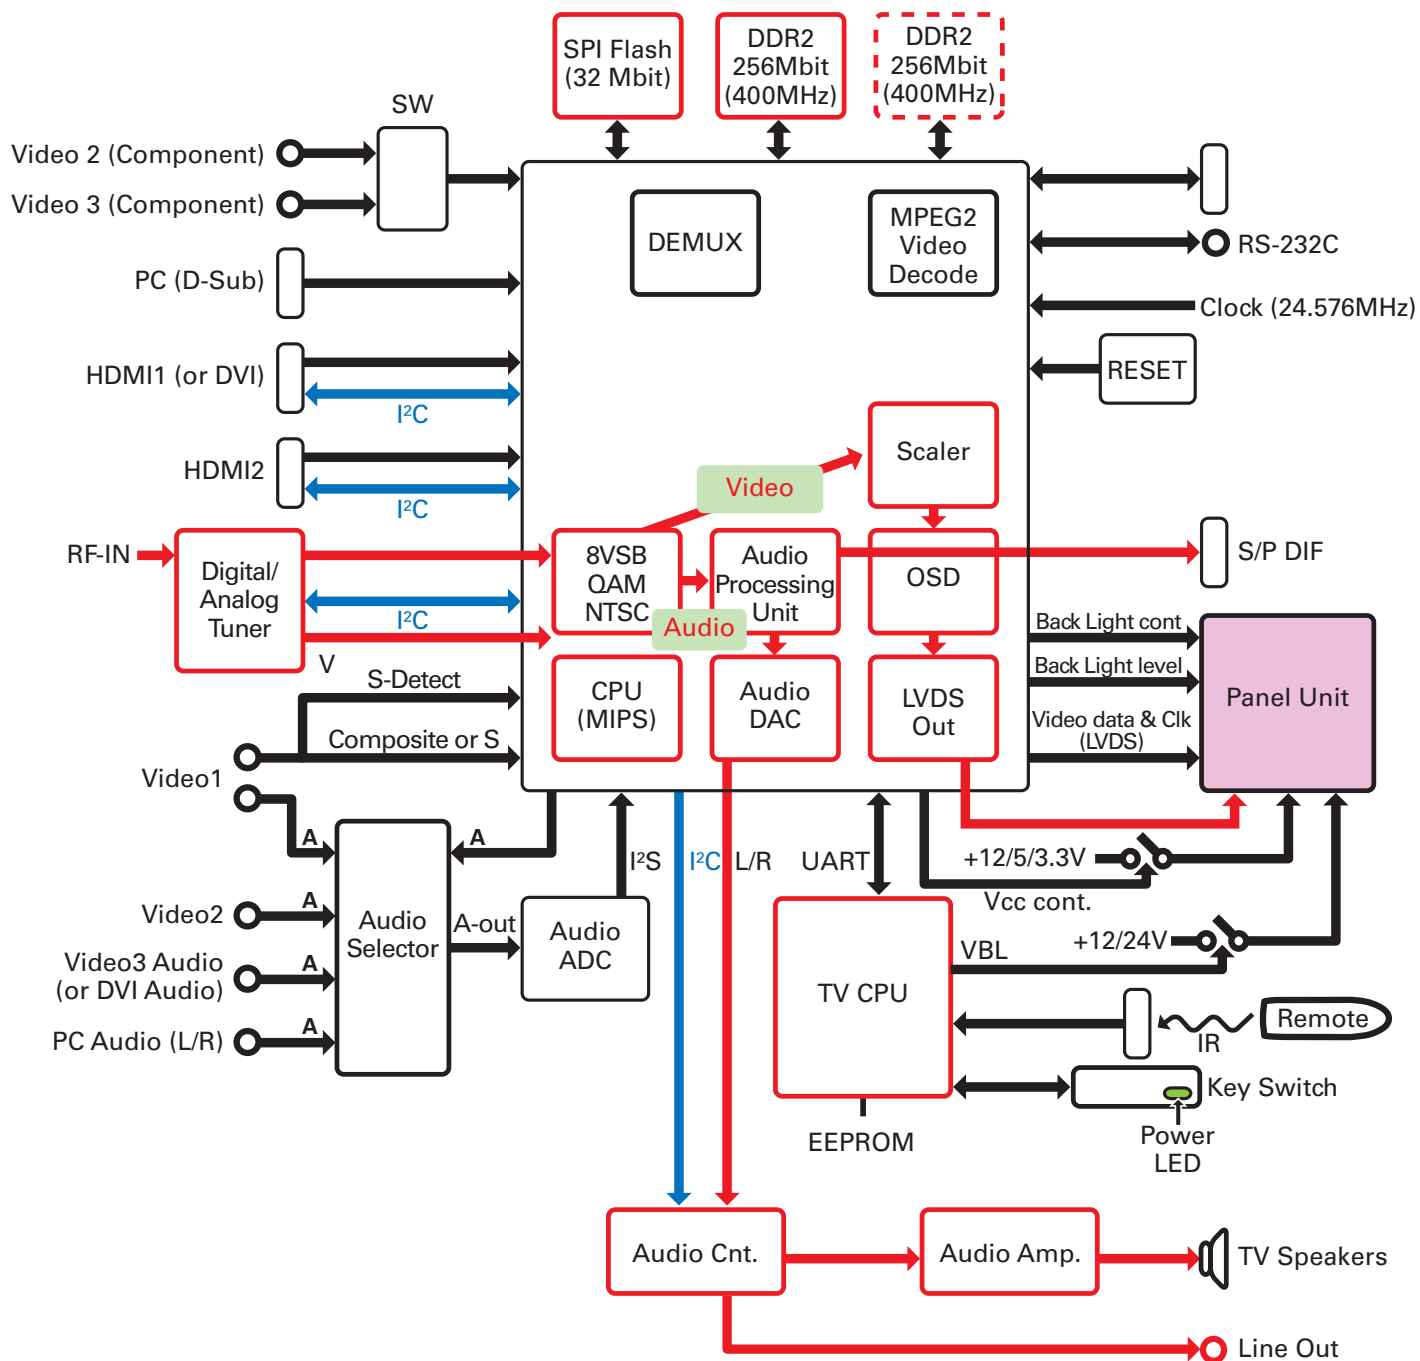 SPI Flash
(32 Mbit)
DDR2
256Mbit
(400MHz)
DDR2
256Mbit
(400MHz)
SW
Video 2 (Component)
Video 3 (Component)
PC (D-Sub)
HDMI1 (or DVI)
I²C
HDMI2
I²C
RF-IN
Digital/
Analog
Tuner
I²C
V
S-Detect
Composite or S
Video1
DEMUX
MPEG2
Video
Decode
Scaler
Video
8VSB
QAM
NTSC
Audio
Processing
Unit
Audio
OSD
CPU
(MIPS)
Audio
DAC
LVDS
Out
RS-232C
Clock (24.576MHz)
RESET
S/P DIF
Back Light cont
Back Light level
Video data & Clk
(LVDS)
Panel Unit
A
A
Video2
A
Video3 Audio
(or DVI Audio)
A
PC Audio (L/R)
A
Audio
Selector
A-out
Audio
ADC
I²S
I²C
L/R
UART
+12/5/3.3V
Vcc cont.
+12/24V
VBL
TV CPU
EEPROM
IR
Remote
Key Switch
Power
LED
Audio Cnt.
Audio Amp.
TV Speakers
Line Out